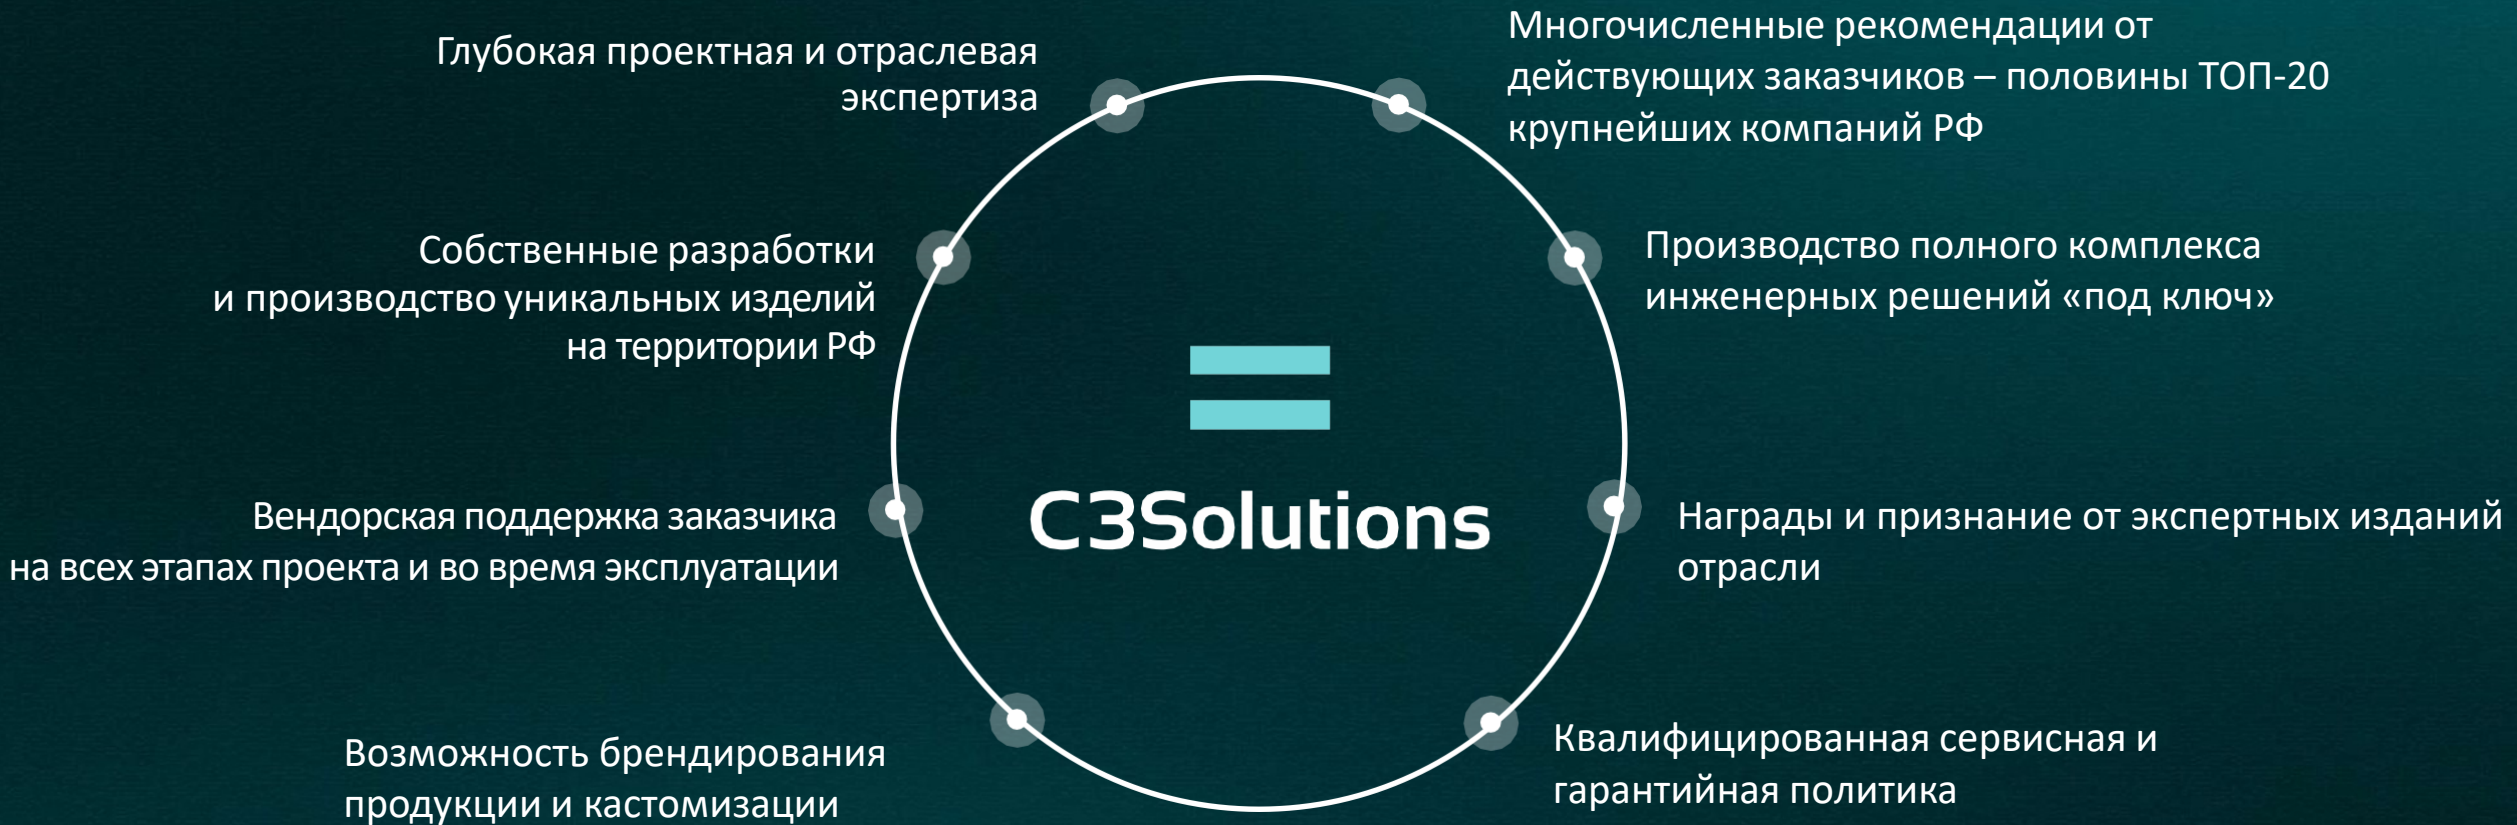 Глубокая проектная и отраслевая
экспертиза
Многочисленные рекомендации от
действующих заказчиков – половины ТОП-20
крупнейших компаний РФ
Собственные разработки
и производство уникальных изделий
на территории РФ
Производство полного комплекса
инженерных решений «под ключ»
C3Solutions
Вендорская поддержка заказчика
на всех этапах проекта и во время эксплуатации
Награды и признание от экспертных изданий
отрасли
Возможность брендирования
продукции и кастомизации
Квалифицированная сервисная и
гарантийная политика